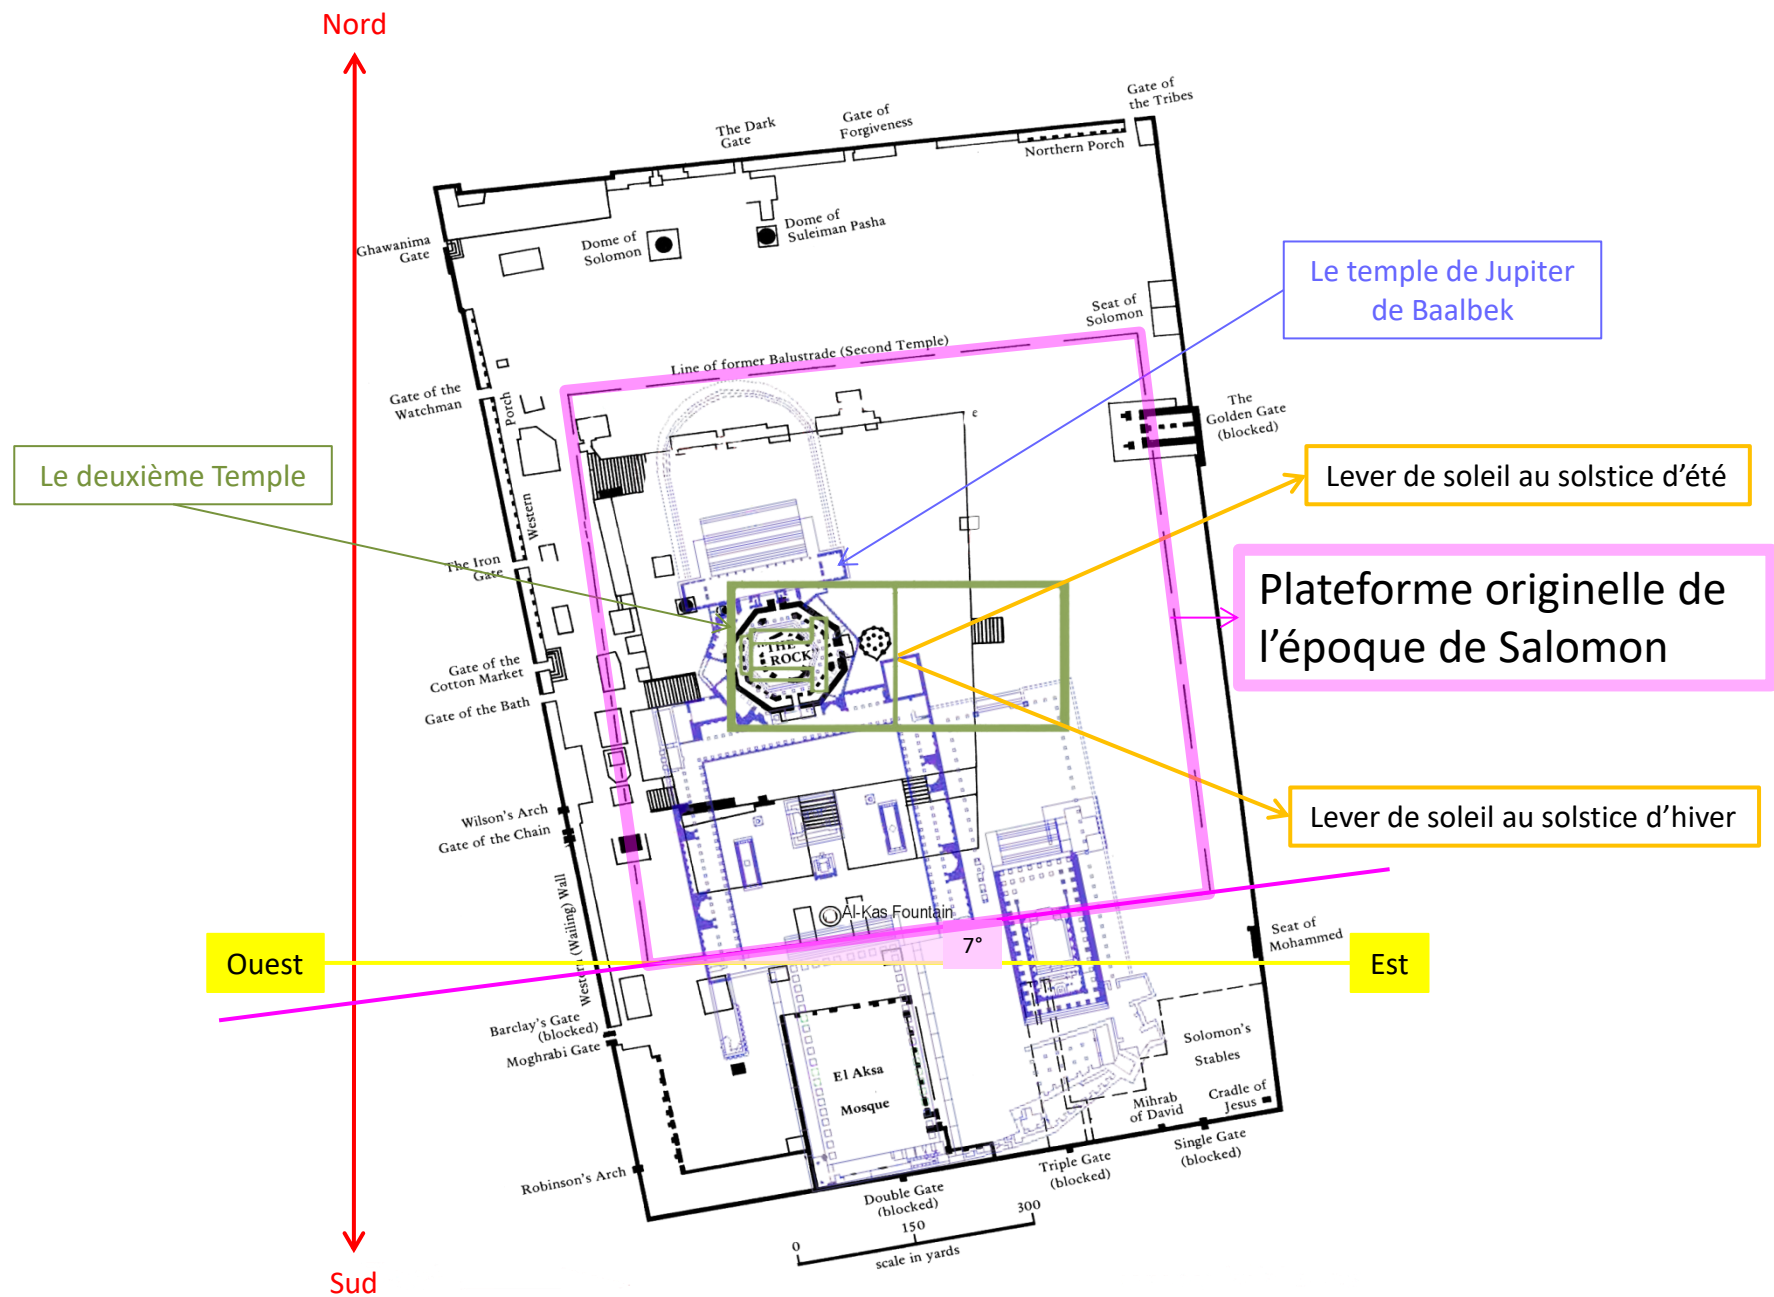 Nord
Gate of
the Tribes
The Dark
Gate
Gate of
Forgiveness
Northern Porch
Ghawanima
Gate
Dome of
Solomon
Dome of
Suleiman Pasha
Le temple de Jupiter
de Baalbek
Seat of
Solomon
Line of former Balustrade (Second Temple)
Gate of the
Watchman
Porch
Western
e
The
Golden Gate
(blocked)
Le deuxième Temple
Lever de soleil au solstice d'été
The Iron
Gate
Plateforme originelle de
l'époque de Salomon
"THE
ROCK"
Gate of the
Cotton Market
Gate of the Bath
Wilson's Arch
Gate of the Chain
Lever de soleil au solstice d'hiver
Western (Wailing) Wall
Al-Kas Fountain
7°
Seat of
Mohammed
Ouest
Est
Barclay's Gate
(blocked)
Moghrabi Gate
El Aksa
Mosque
Solomon's
Stables
Mihrab
of David
Cradle of
Jesus
Single Gate
(blocked)
Triple Gate
(blocked)
Robinson's Arch
Double Gate
(blocked)
0
150
300
scale in yards
Sud